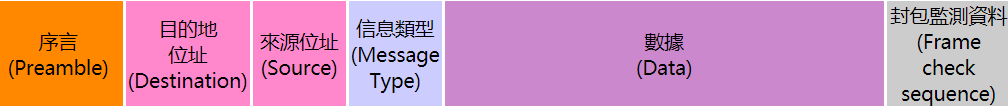 序言
(Preamble)
目的地
位址
(Destination)
來源位址
(Source)
信息類型
(Message
Type)
數據
(Data)
封包監測資料
(Frame
check
sequence)